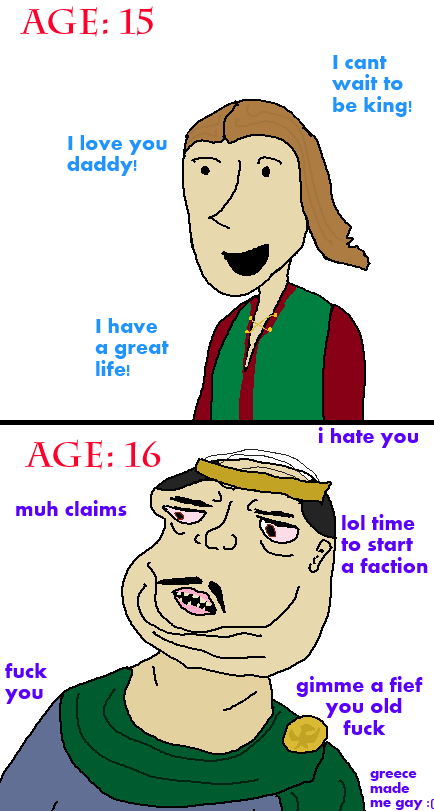 AGE: 15
I cant
wait to
be king!
I love you
daddy!
I have
a great
life!
i hate you
AGE: 16
muh claims
lol time
to start
a faction
fuck
you
gimme a fief
you old
fuck
greece
made
me gay :(